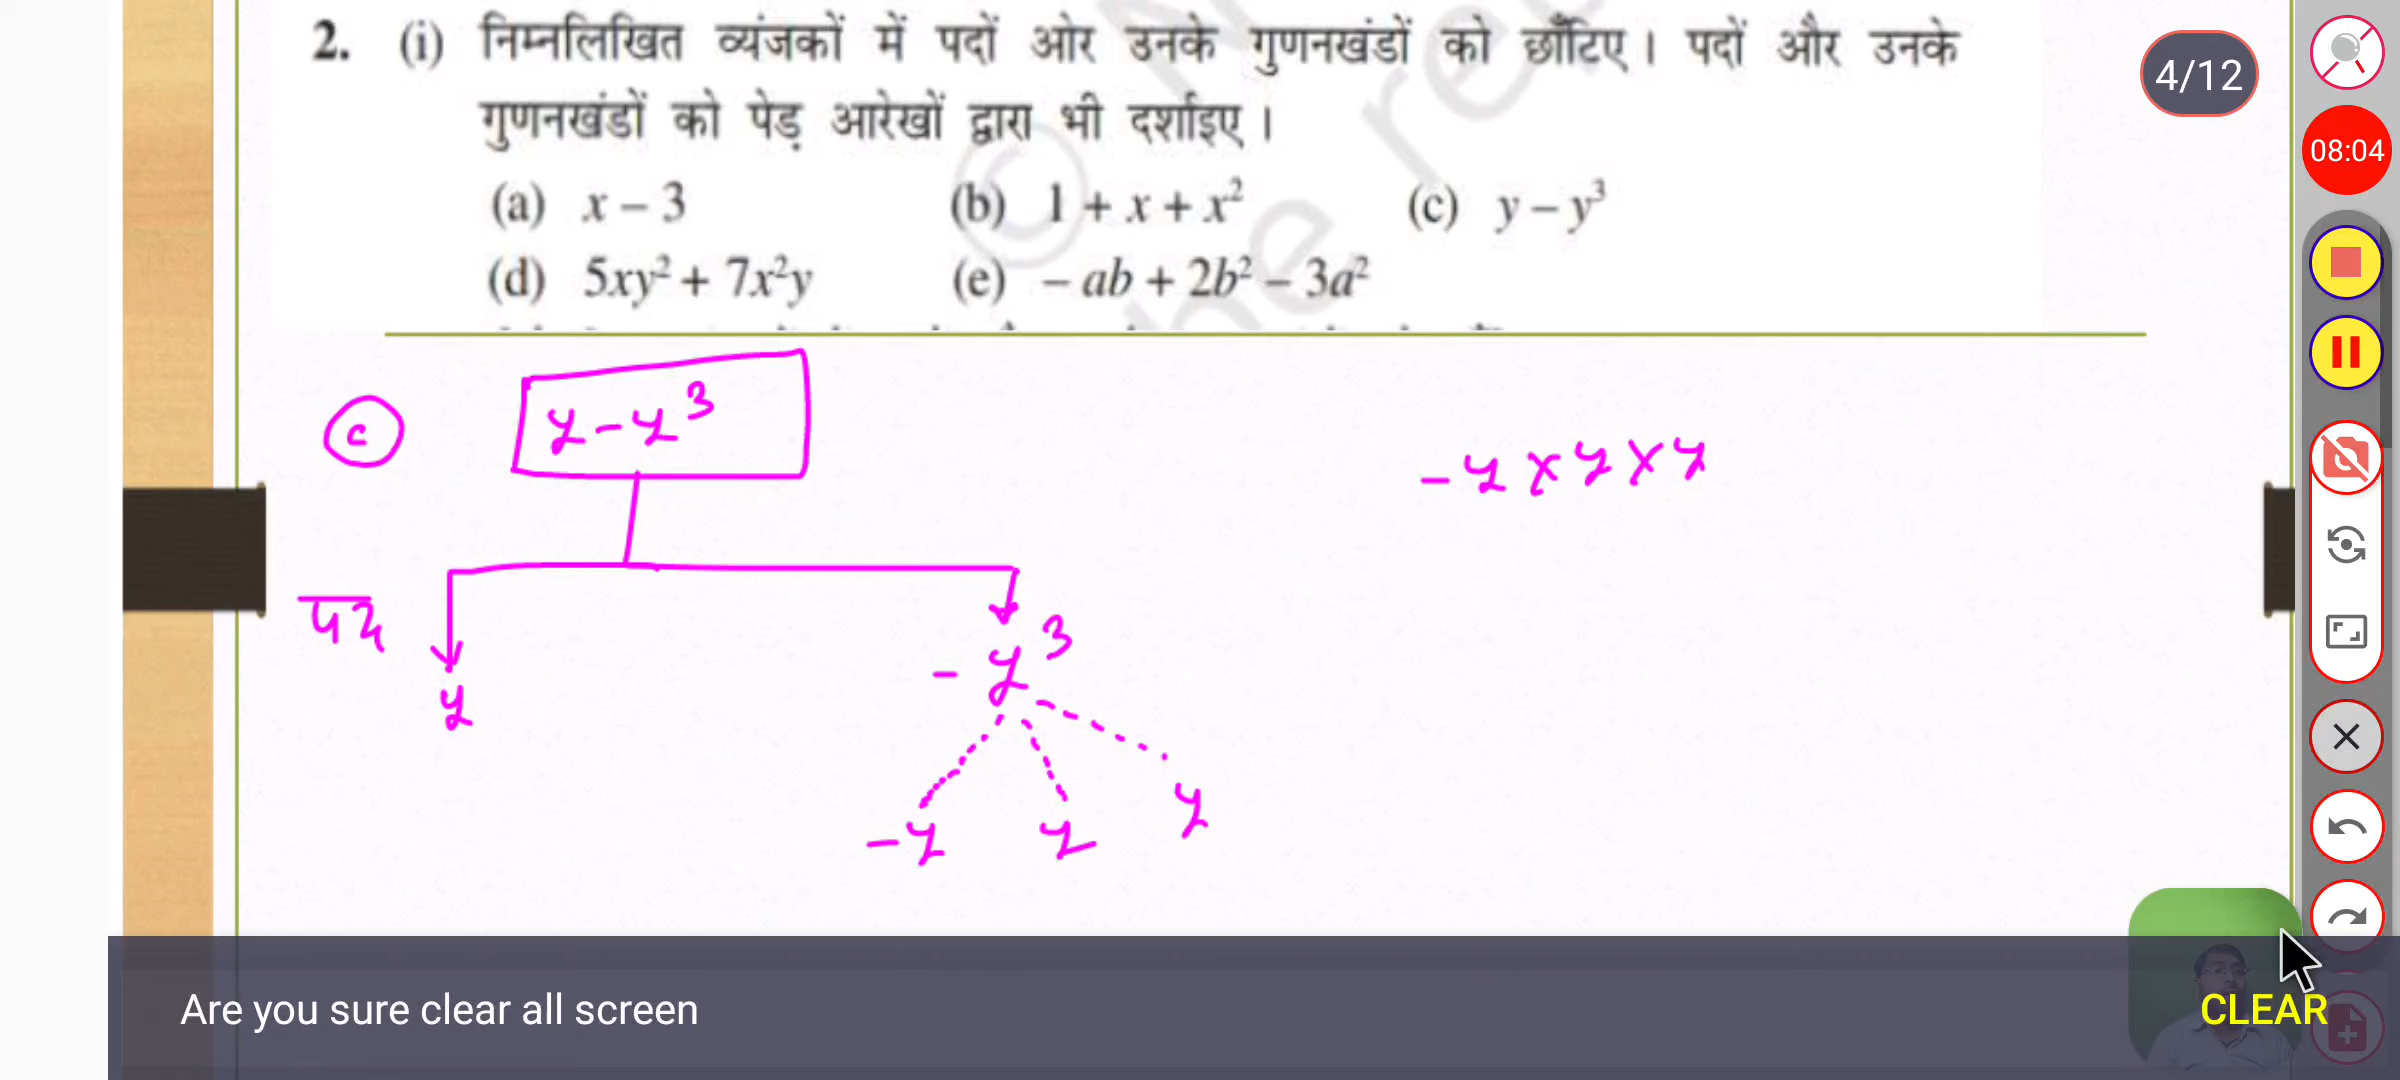 2. (i) निम्नलिखित व्यंजकों में पदों ओर उनके गुणनखंडों को छाँटिए। पदों और उनके
गुणनखंडों को पेड़ आरेखों द्वारा भी दर्शाइए।
(a) x – 3 (b) 1 + x + x² (c) y – y³
(d) 5xy² + 7x²y (e) – ab + 2b² – 3a²
4/12
08:04
c y - y³
- y × y × y
पद
y - y³
-y y y
Are you sure clear all screen CLEAR